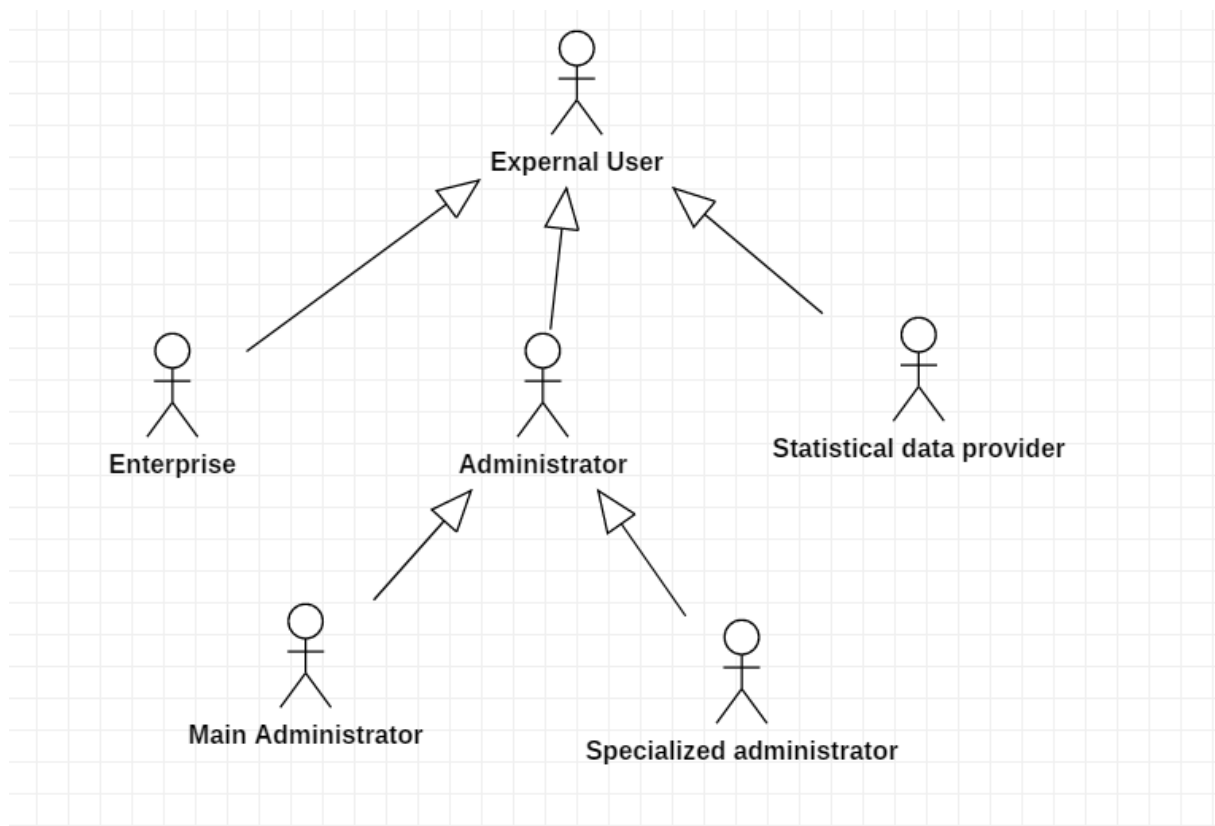 Expernal User
Enterprise
Administrator
Statistical data provider
Main Administrator
Specialized administrator